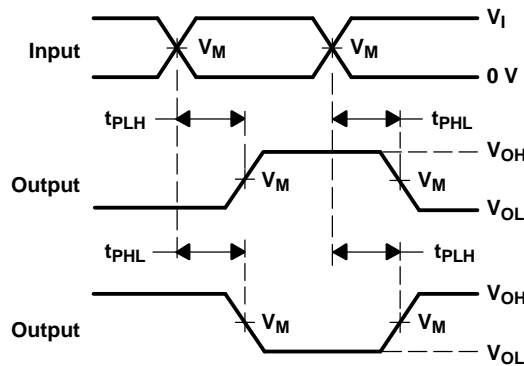 V_I
Input
V_M
V_M
0 V
t_PLH
t_PHL
V_OH
Output
V_M
V_M
V_OL
t_PHL
t_PLH
V_OH
Output
V_M
V_M
V_OL